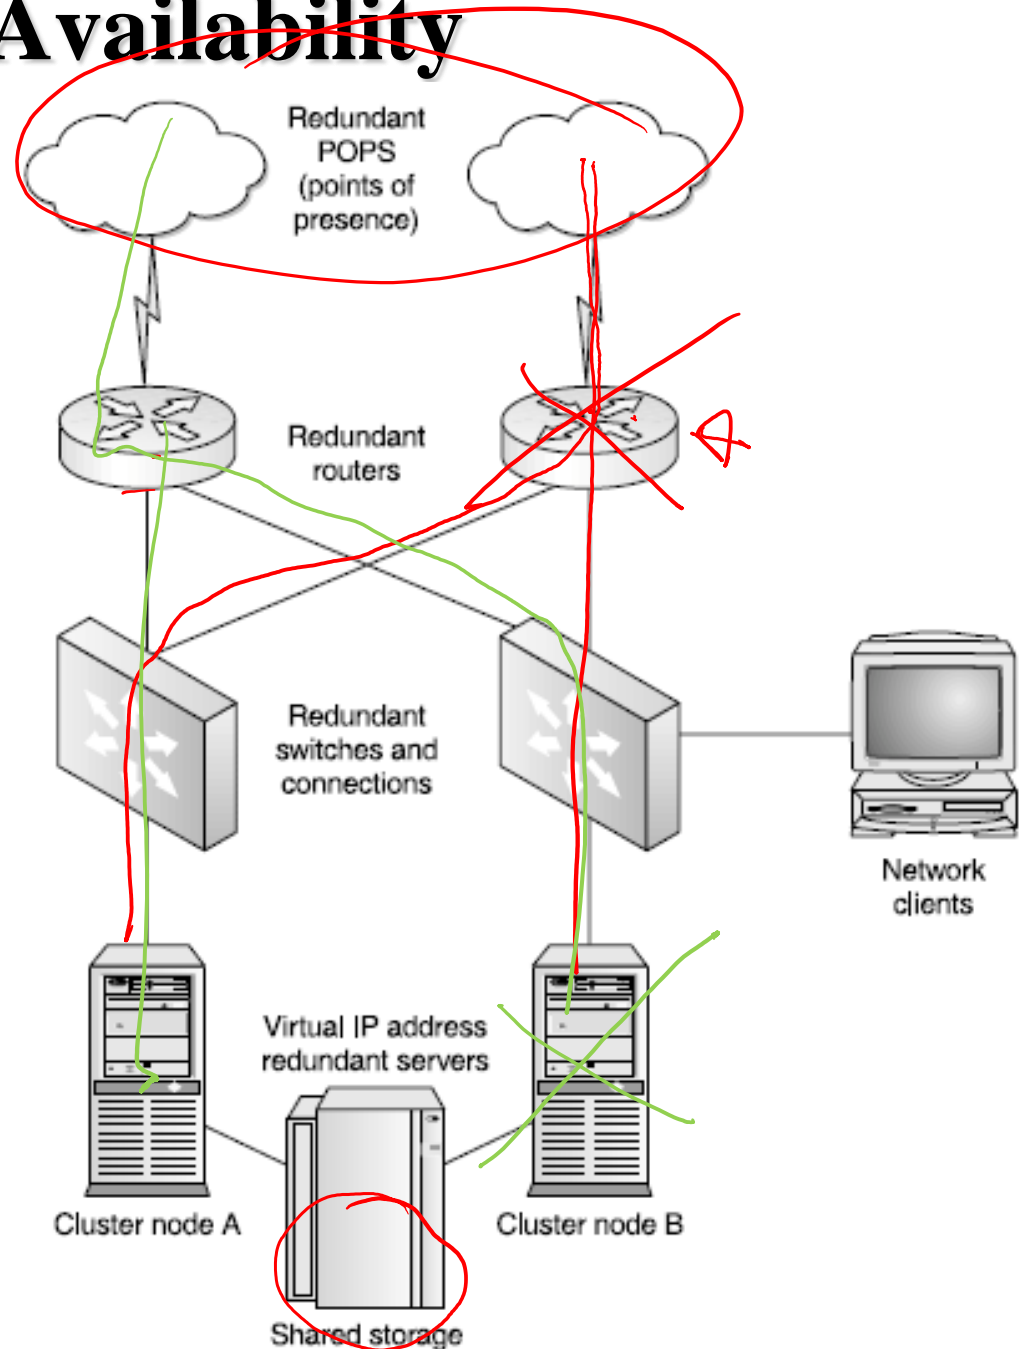 Availability
Redundant
POPS
(points of
presence)
Redundant
routers
Redundant
switches and
connections
Network
clients
Virtual IP address
redundant servers
Cluster node A
Cluster node B
Shared storage